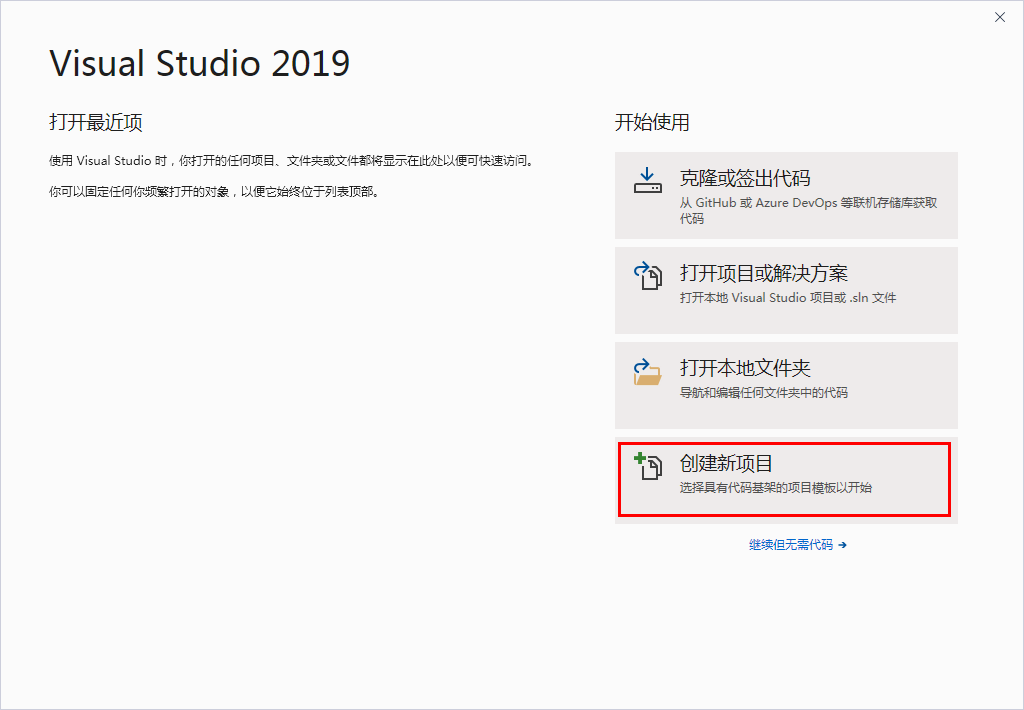 Visual Studio 2019
打开最近项
使用 Visual Studio 时，你打开的任何项目、文件夹或文件都将显示在此处以便可快速访问。
你可以固定任何你频繁打开的对象，以便它始终位于列表顶部。
开始使用
克隆或签出代码
从 GitHub 或 Azure DevOps 等联机存储库获取
代码
打开项目或解决方案
打开本地 Visual Studio 项目或 .sln 文件
打开本地文件夹
导航和编辑任何文件夹中的代码
创建新项目
选择具有代码基架的项目模板以开始
继续但无需代码 →